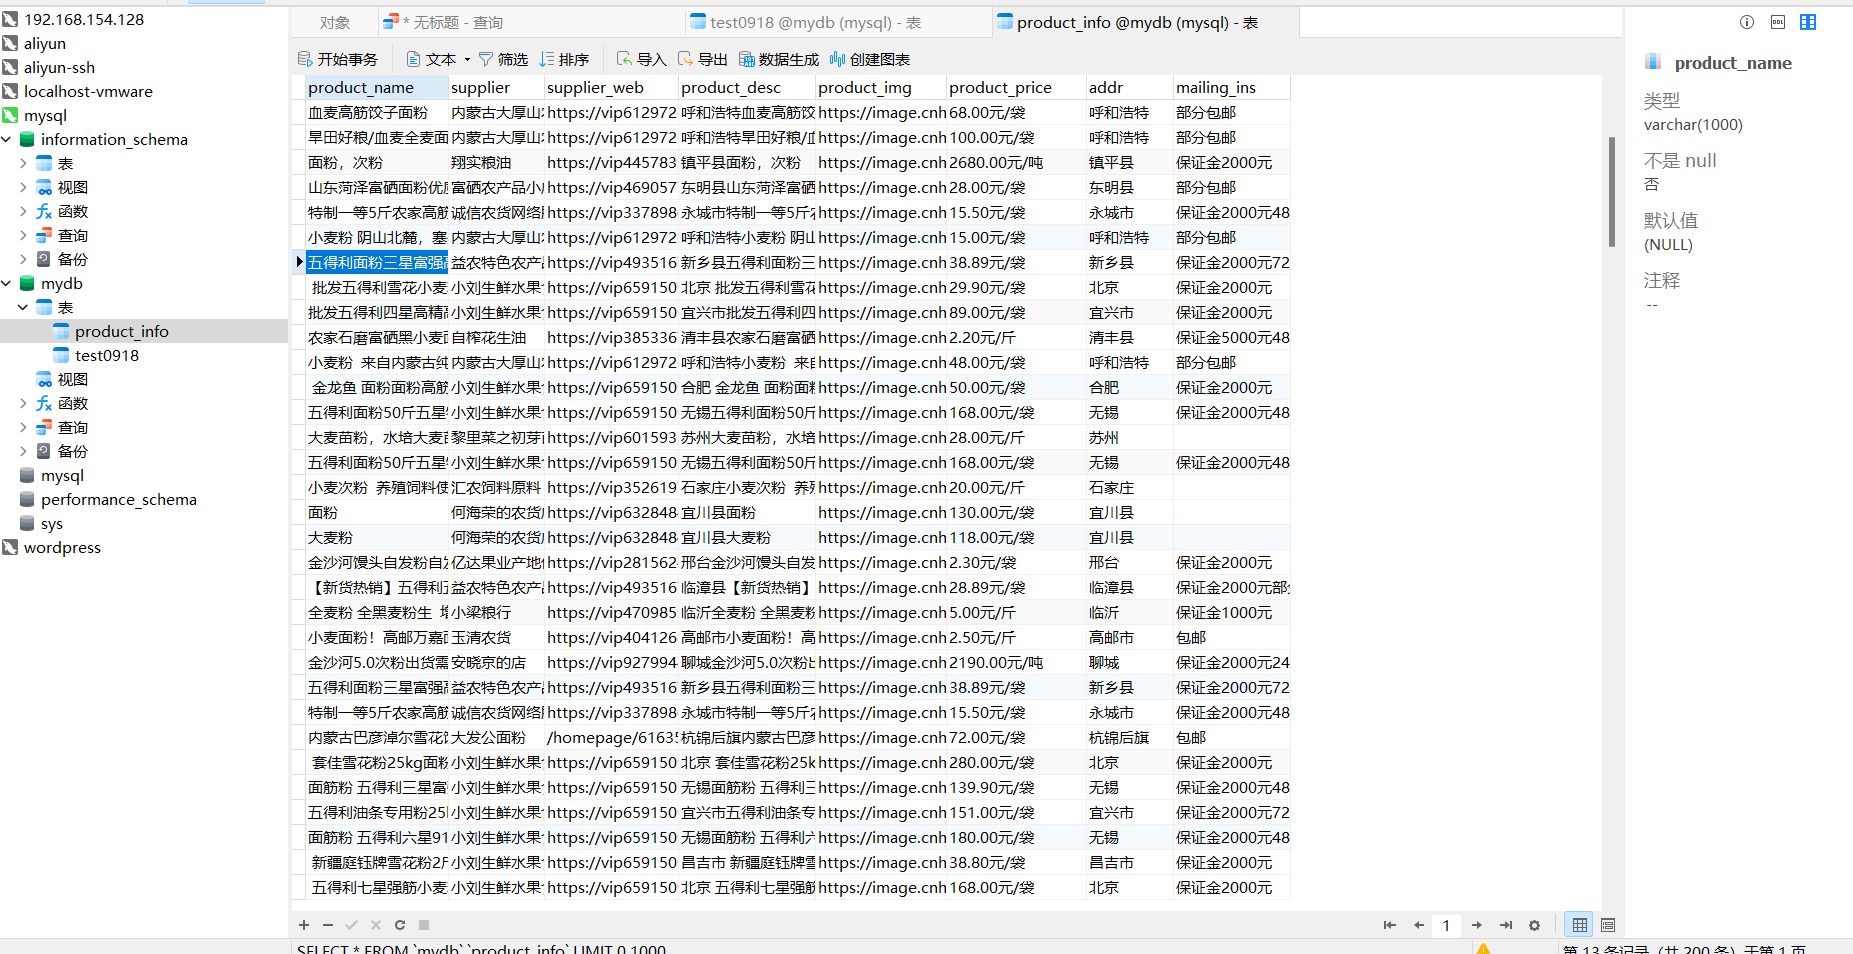 192.168.154.128
aliyun
aliyun-ssh
localhost-vmware
mysql
information_schema
表
视图
函数
查询
备份
mydb
表
product_info
test0918
视图
函数
查询
备份
mysql
performance_schema
sys
wordpress
对象 * 无标题 - 查询 test0918 @mydb (mysql) - 表 product_info @mydb (mysql) - 表
开始事务 文本 筛选 排序 导入 导出 数据生成 创建图表
product_name supplier supplier_web product_desc product_img product_price addr mailing_ins
血麦高筋饺子面粉 内蒙古大厚山 https://vip612972 呼和浩特血麦高筋饺 https://image.cnh 68.00元/袋 呼和浩特 部分包邮
旱田好粮/血麦全麦面 内蒙古大厚山 https://vip612972 呼和浩特旱田好粮/血 https://image.cnh 100.00元/袋 呼和浩特 部分包邮
面粉，次粉 翔实粮油 https://vip445783 镇平县面粉，次粉 https://image.cnh 2680.00元/吨 镇平县 保证金2000元
山东菏泽富硒面粉优 富硒农产品小 https://vip469057 东明县山东菏泽富硒 https://image.cnh 28.00元/袋 东明县 部分包邮
特制一等5斤农家高筋 诚信农货网络 https://vip337898 永城市特制一等5斤 https://image.cnh 15.50元/袋 永城市 保证金2000元48
小麦粉 阴山北麓，塞 内蒙古大厚山 https://vip612972 呼和浩特小麦粉 阴山 https://image.cnh 15.00元/袋 呼和浩特 部分包邮
五得利面粉三星富强 益农特色农产 https://vip493516 新乡县五得利面粉三 https://image.cnh 38.89元/袋 新乡县 保证金2000元72
批发五得利雪花小麦 小刘生鲜水果 https://vip659150 北京 批发五得利雪花 https://image.cnh 29.90元/袋 北京 保证金2000元
批发五得利四星高精 小刘生鲜水果 https://vip659150 宜兴市批发五得利四 https://image.cnh 89.00元/袋 宜兴市 保证金2000元
农家石磨富硒黑小麦 自榨花生油 https://vip385336 清丰县农家石磨富硒 https://image.cnh 2.20元/斤 清丰县 保证金5000元48
小麦粉 来自内蒙古纯 内蒙古大厚山 https://vip612972 呼和浩特小麦粉 来自 https://image.cnh 48.00元/袋 呼和浩特 部分包邮
金龙鱼 面粉面粉高筋 小刘生鲜水果 https://vip659150 合肥 金龙鱼 面粉面粉 https://image.cnh 50.00元/袋 合肥 保证金2000元
五得利面粉50斤五星 小刘生鲜水果 https://vip659150 无锡五得利面粉50斤 https://image.cnh 168.00元/袋 无锡 保证金2000元48
大麦苗粉，水培大麦 黎里菜之初芽 https://vip601593 苏州大麦苗粉，水培 https://image.cnh 28.00元/斤 苏州
五得利面粉50斤五星 小刘生鲜水果 https://vip659150 无锡五得利面粉50斤 https://image.cnh 168.00元/袋 无锡 保证金2000元48
小麦次粉 养殖饲料使 汇农饲料原料 https://vip352619 石家庄小麦次粉 养殖 https://image.cnh 20.00元/斤 石家庄
面粉 何海荣的农货 https://vip632848 宜川县面粉 https://image.cnh 130.00元/袋 宜川县
大麦粉 何海荣的农货 https://vip632848 宜川县大麦粉 https://image.cnh 118.00元/袋 宜川县
金沙河馒头自发粉自发 亿达果业产地 https://vip281562 邢台金沙河馒头自发 https://image.cnh 2.30元/袋 邢台 保证金2000元
【新货热销】五得利 益农特色农产 https://vip493516 临漳县【新货热销】 https://image.cnh 28.89元/袋 临漳县 保证金2000元部分
全麦粉 全黑麦粉生 小梁粮行 https://vip470985 临沂全麦粉 全黑麦粉 https://image.cnh 5.00元/斤 临沂 保证金1000元
小麦面粉！高邮万嘉 玉清农货 https://vip404126 高邮市小麦面粉！高 https://image.cnh 2.50元/斤 高邮市 包邮
金沙河5.0次粉出货需 安晓京的店 https://vip927994 聊城金沙河5.0次粉出 https://image.cnh 2190.00元/吨 聊城 保证金2000元24
五得利面粉三星富强 益农特色农产 https://vip493516 新乡县五得利面粉三 https://image.cnh 38.89元/袋 新乡县 保证金2000元72
特制一等5斤农家高筋 诚信农货网络 https://vip337898 永城市特制一等5斤 https://image.cnh 15.50元/袋 永城市 保证金2000元48
内蒙古巴彦淖尔雪花 大发公面粉 /homepage/6163 杭锦后旗内蒙古巴彦 https://image.cnh 72.00元/袋 杭锦后旗 包邮
套佳雪花粉25kg面粉 小刘生鲜水果 https://vip659150 北京 套佳雪花粉25k https://image.cnh 280.00元/袋 北京 保证金2000元
面筋粉 五得利三星富 小刘生鲜水果 https://vip659150 无锡面筋粉 五得利三 https://image.cnh 139.90元/袋 无锡 保证金2000元48
五得利油条专用粉25 小刘生鲜水果 https://vip659150 宜兴市五得利油条专 https://image.cnh 151.00元/袋 宜兴市 保证金2000元72
面筋粉 五得利六星91 小刘生鲜水果 https://vip659150 无锡面筋粉 五得利六 https://image.cnh 180.00元/袋 无锡 保证金2000元48
新疆庭钰牌雪花粉2斤 小刘生鲜水果 https://vip659150 昌吉市 新疆庭钰牌雪 https://image.cnh 38.80元/袋 昌吉市 保证金2000元
五得利七星强筋小麦 小刘生鲜水果 https://vip659150 北京 五得利七星强筋 https://image.cnh 168.00元/袋 北京 保证金2000元
1
SELECT * FROM `mydb`.`product_info` LIMIT 0,1000
第 13 条记录（共 200 条）于第 1 页
DDL
product_name
类型
varchar(1000)
不是 null
否
默认值
(NULL)
注释
--